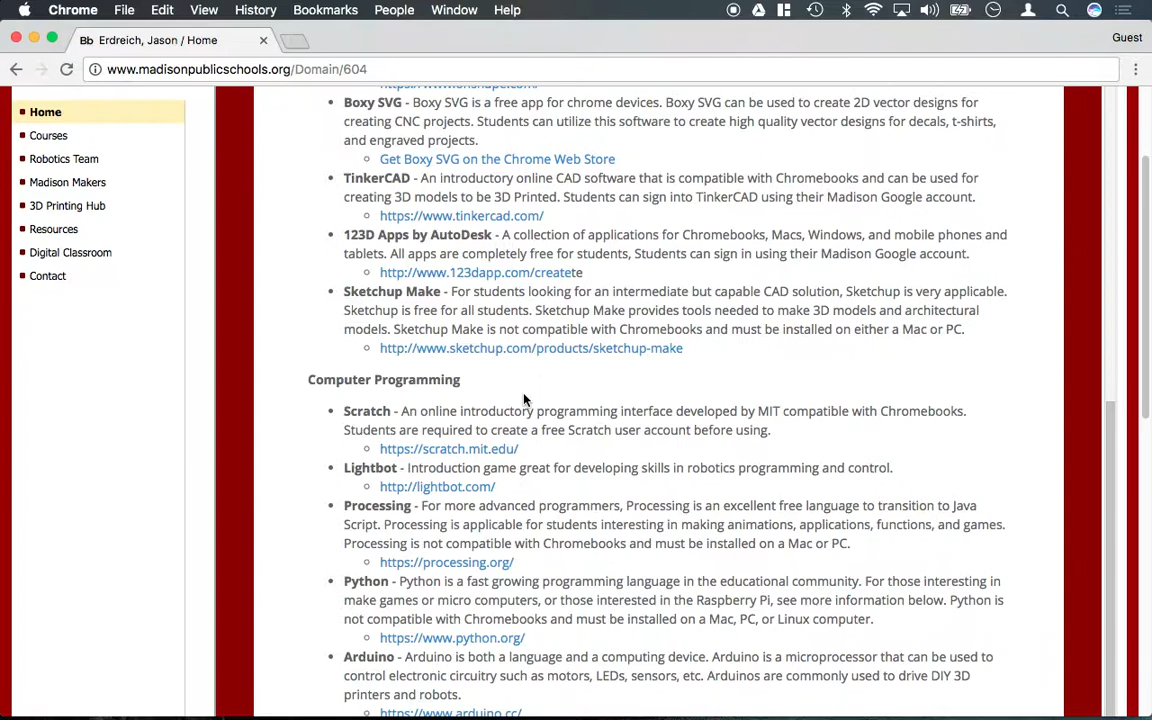 Chrome File Edit View History Bookmarks People Window Help
Bb Erdreich, Jason / Home
Guest
www.madisonpublicschools.org/Domain/604
Home
Courses
Robotics Team
Madison Makers
3D Printing Hub
Resources
Digital Classroom
Contact
https://www.onshape.com/
• Boxy SVG - Boxy SVG is a free app for chrome devices. Boxy SVG can be used to create 2D vector designs for
creating CNC projects. Students can utilize this software to create high quality vector designs for decals, t-shirts,
and engraved projects.
Get Boxy SVG on the Chrome Web Store
• TinkerCAD - An introductory online CAD software that is compatible with Chromebooks and can be used for
creating 3D models to be 3D Printed. Students can sign into TinkerCAD using their Madison Google account.
https://www.tinkercad.com/
• 123D Apps by AutoDesk - A collection of applications for Chromebooks, Macs, Windows, and mobile phones and
tablets. All apps are completely free for students, Students can sign in using their Madison Google account.
http://www.123dapp.com/createte
• Sketchup Make - For students looking for an intermediate but capable CAD solution, Sketchup is very applicable.
Sketchup is free for all students. Sketchup Make provides tools needed to make 3D models and architectural
models. Sketchup Make is not compatible with Chromebooks and must be installed on either a Mac or PC.
http://www.sketchup.com/products/sketchup-make
Computer Programming
• Scratch - An online introductory programming interface developed by MIT compatible with Chromebooks.
Students are required to create a free Scratch user account before using.
https://scratch.mit.edu/
• Lightbot - Introduction game great for developing skills in robotics programming and control.
http://lightbot.com/
• Processing - For more advanced programmers, Processing is an excellent free language to transition to Java
Script. Processing is applicable for students interesting in making animations, applications, functions, and games.
Processing is not compatible with Chromebooks and must be installed on a Mac or PC.
https://processing.org/
• Python - Python is a fast growing programming language in the educational community. For those interesting in
make games or micro computers, or those interested in the Raspberry Pi, see more information below. Python is
not compatible with Chromebooks and must be installed on a Mac, PC, or Linux computer.
https://www.python.org/
• Arduino - Arduino is both a language and a computing device. Arduino is a microprocessor that can be used to
control electronic circuitry such as motors, LEDs, sensors, etc. Arduinos are commonly used to drive DIY 3D
printers and robots.
https://www.arduino.cc/